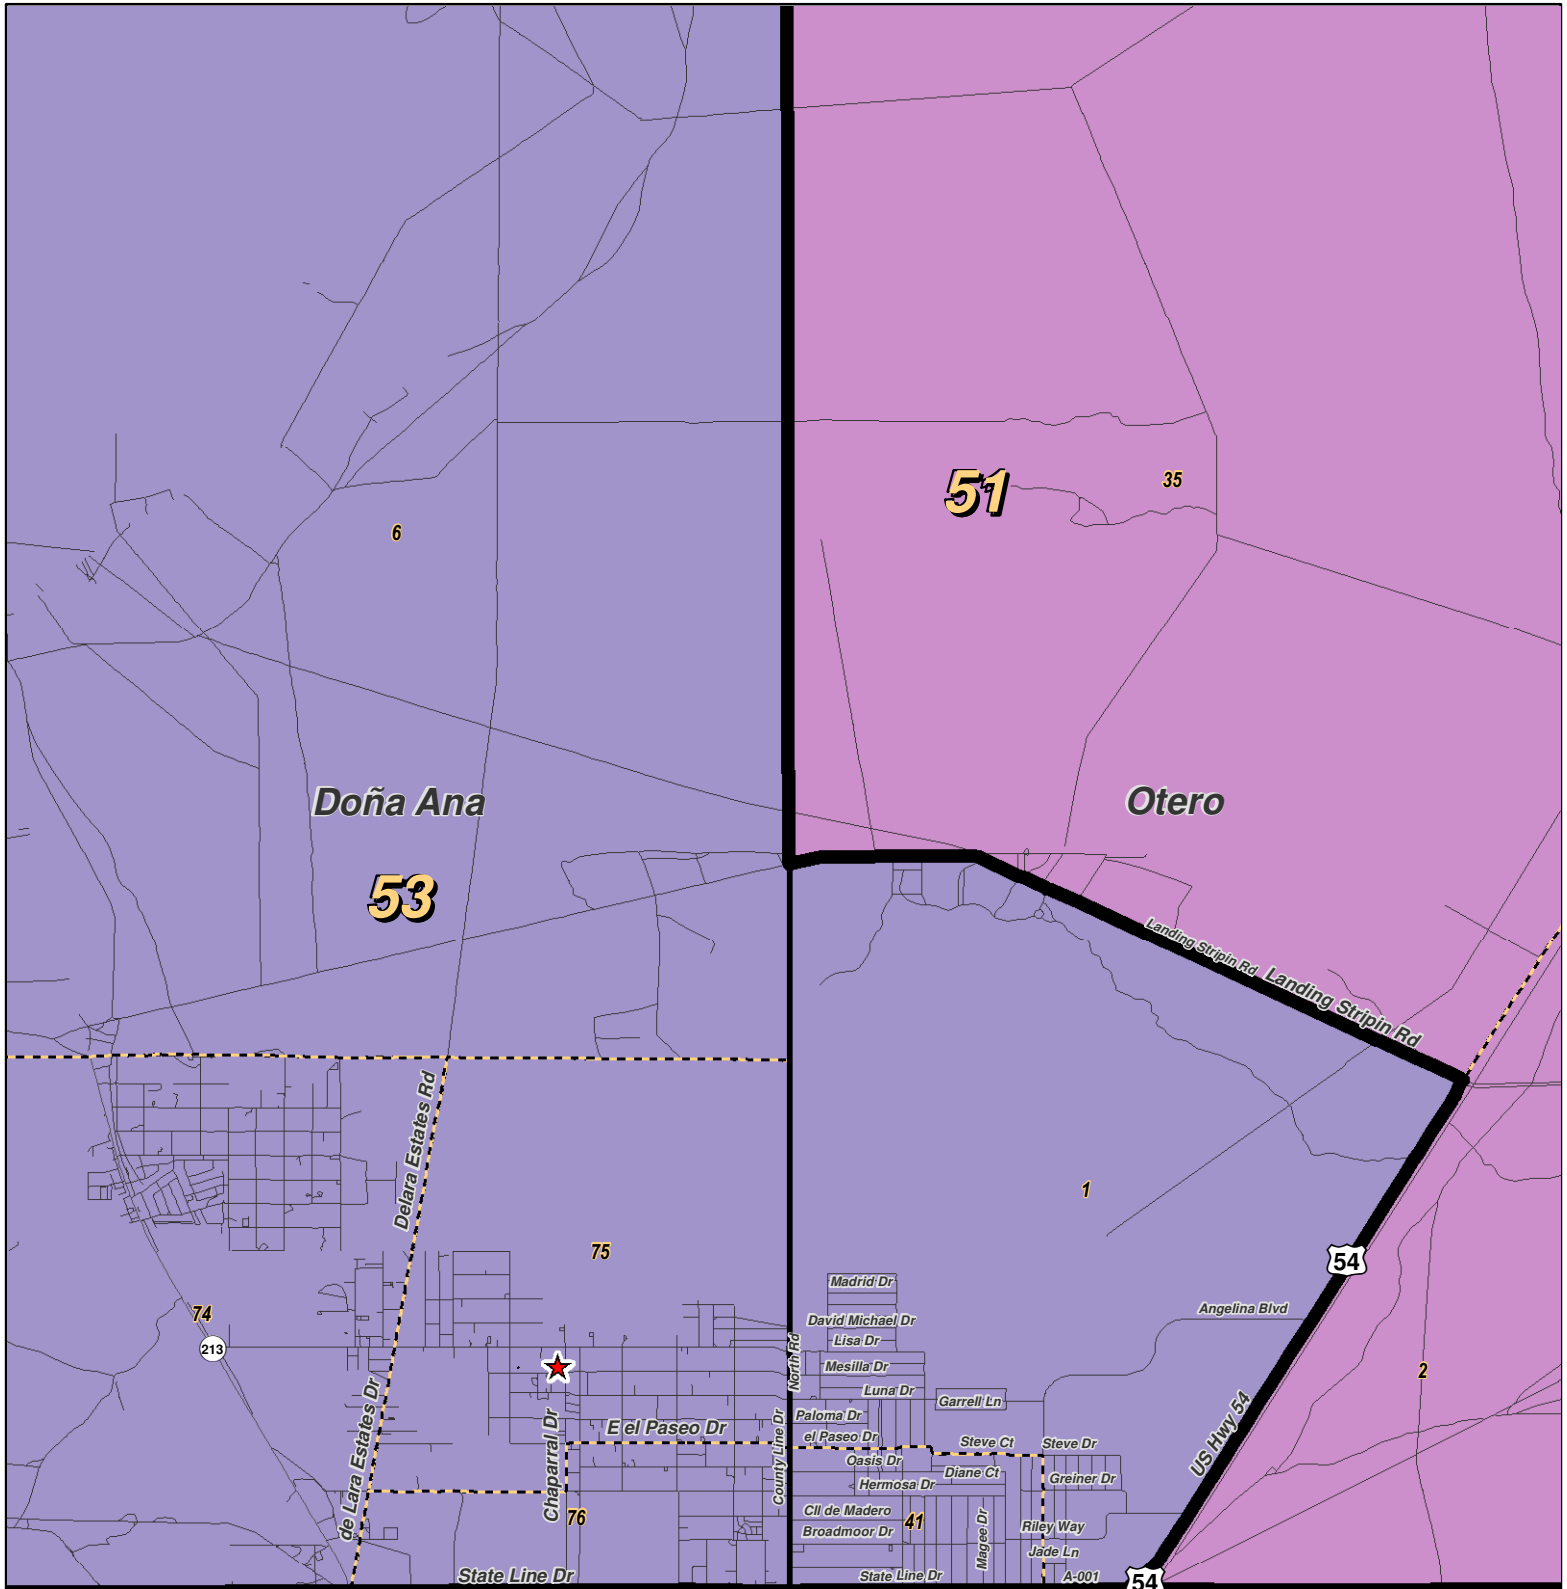 51
35
6
Doña Ana
Otero
53
Landing Stripin Rd
Landing Stripin Rd
Delara Estates Rd
1
75
54
Madrid Dr
Angelina Blvd
74
David Michael Dr
213
Lisa Dr
North Rd
Mesilla Dr
2
Luna Dr
Garrell Ln
de Lara Estates Dr
Chaparral Dr
E el Paseo Dr
County Line Dr
Paloma Dr
el Paseo Dr
Steve Ct
Steve Dr
US Hwy 54
Oasis Dr
Diane Ct
Hermosa Dr
Greiner Dr
76
Cll de Madero
41
Magee Dr
Riley Way
Broadmoor Dr
Jade Ln
State Line Dr
State Line Dr
A-001
54